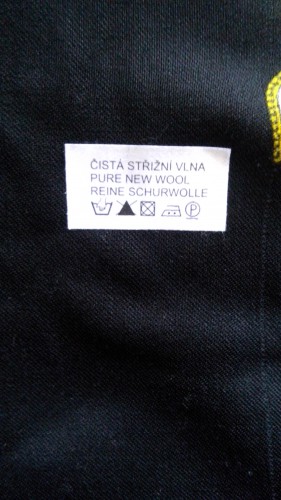 ČISTÁ STŘIŽNÍ VLNA
PURE NEW WOOL
REINE SCHURWOLLE